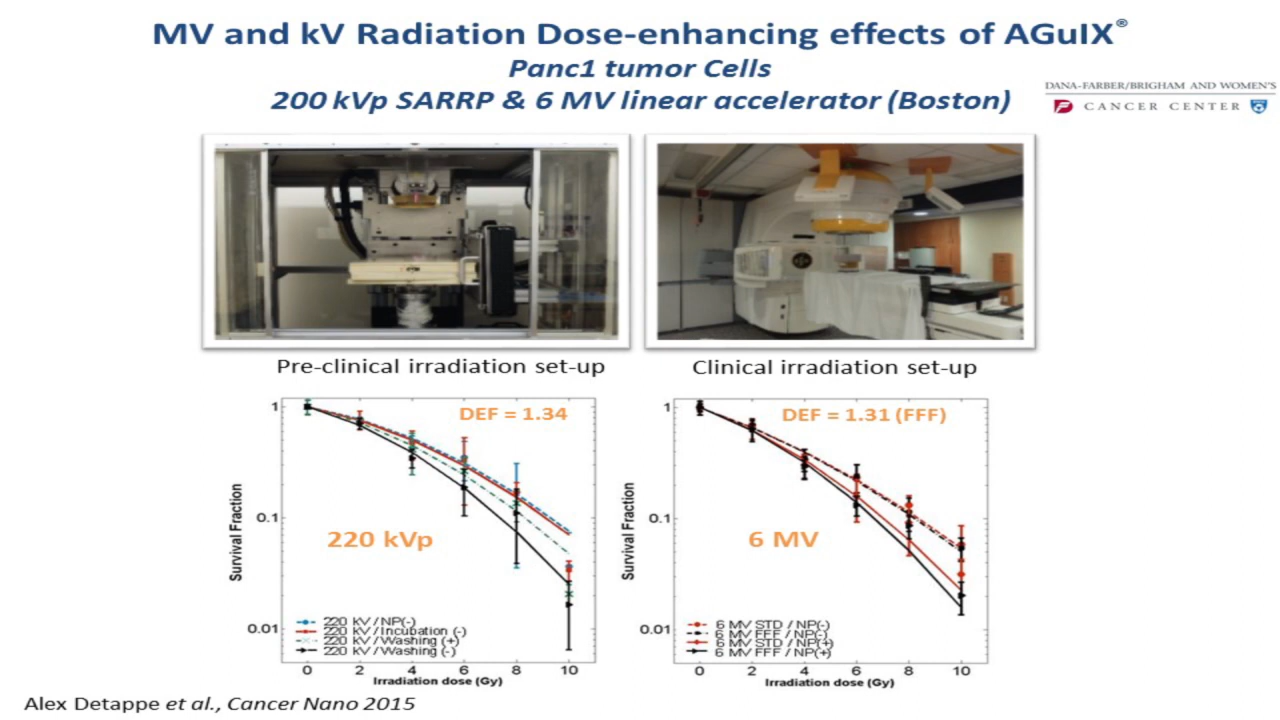 MV and kV Radiation Dose-enhancing effects of AGuIX®
Panc1 tumor Cells
200 kVp SARRP & 6 MV linear accelerator (Boston)
DANA-FARBER/BRIGHAM AND WOMEN'S
CANCER CENTER
Pre-clinical irradiation set-up
Clinical irradiation set-up
DEF = 1.34
220 kVp
Survival Fraction
1
0.1
0.01
220 kV / NP(-)
220 kV / Incubation (-)
220 kV / Washing (+)
220 kV / Washing (-)
0 2 4 6 8 10
Irradiation dose (Gy)
DEF = 1.31 (FFF)
6 MV
Survival Fraction
1
0.1
0.01
6 MV STD / NP(-)
6 MV FFF / NP(-)
6 MV STD / NP(+)
6 MV FFF / NP(+)
0 2 4 6 8 10
Irradiation dose (Gy)
Alex Detappe et al., Cancer Nano 2015